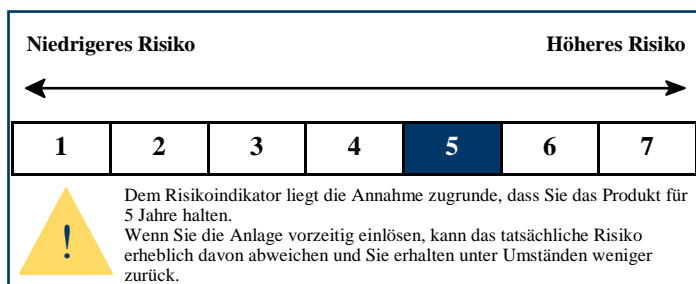 Niedrigeres Risiko Höheres Risiko
1 2 3 4 5 6 7
Dem Risikoindikator liegt die Annahme zugrunde, dass Sie das Produkt für
5 Jahre halten.
Wenn Sie die Anlage vorzeitig einlösen, kann das tatsächliche Risiko
erheblich davon abweichen und Sie erhalten unter Umständen weniger
zurück.
!